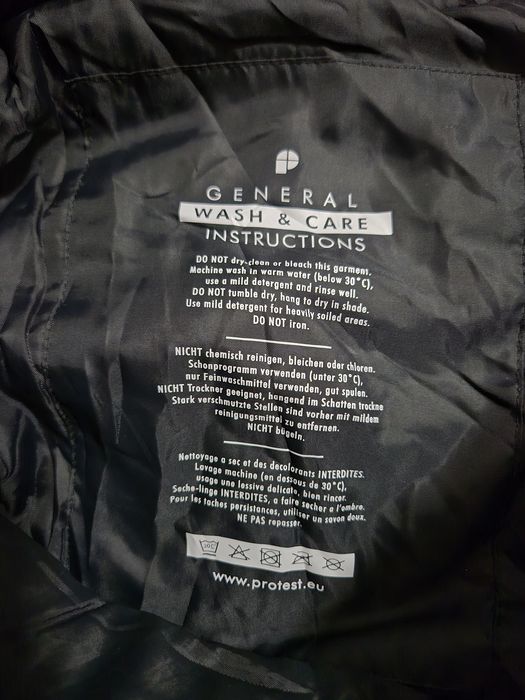 P
GENERAL
WASH & CARE
INSTRUCTIONS
DO NOT dry-clean or bleach this garment.
Machine wash in warm water (below 30°C),
use a mild detergent and rinse well.
DO NOT tumble dry, hang to dry in shade.
Use mild detergent for heavily soiled areas.
DO NOT iron.
NICHT chemisch reinigen, bleichen oder chloren.
Schonprogramm verwenden (unter 30°C),
nur Feinwaschmittel verwenden, gut spulen.
NICHT Trockner geeignet, hangend im Schatten trockne
Stark verschmutzte Stellen sind vorher mit mildem
reinigungsmittel zu entfernen.
NICHT bügeln.
Nettoyage a sec et des decolorants INTERDITES.
Lavage machine (en dessous de 30°C),
usage une lessive delicate, bien rincer.
Seche-linge INTERDITES, a faire secher a l'ombre.
Pour les taches persistances, utiliser un savon doux.
NE PAS repasser.
30C
www.protest.eu